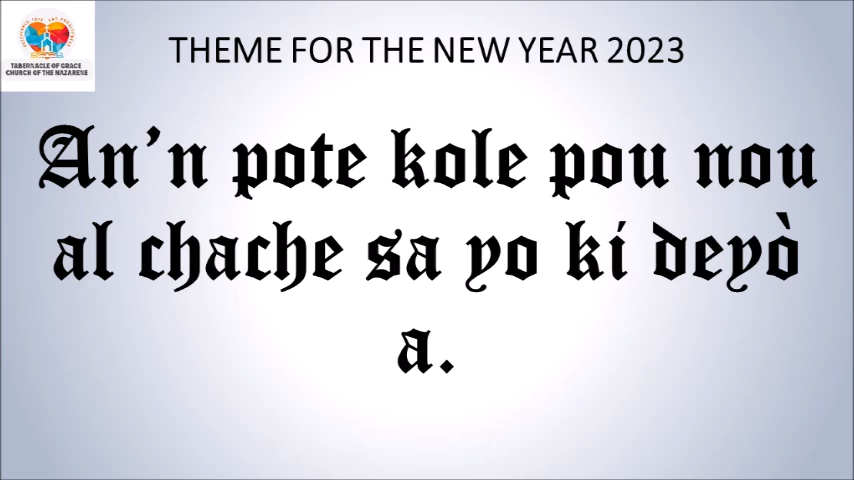 TABERNACLE OF GRACE
CHURCH OF THE NAZARENE
THEME FOR THE NEW YEAR 2023
An'n pote kole pou nou
al chache sa yo ki deyò
a.